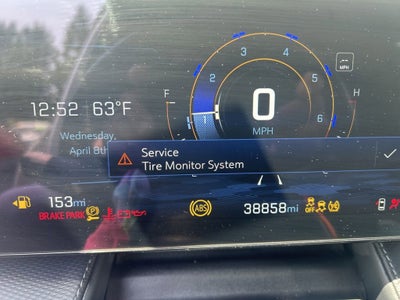 3 4
2 5
MPH
12:52 63°F
F
0
H
Wednesday,
April 8th
1 6
MPH
Service
Tire Monitor System
153mi
BRAKE PARK
ABS
38858mi
OFF